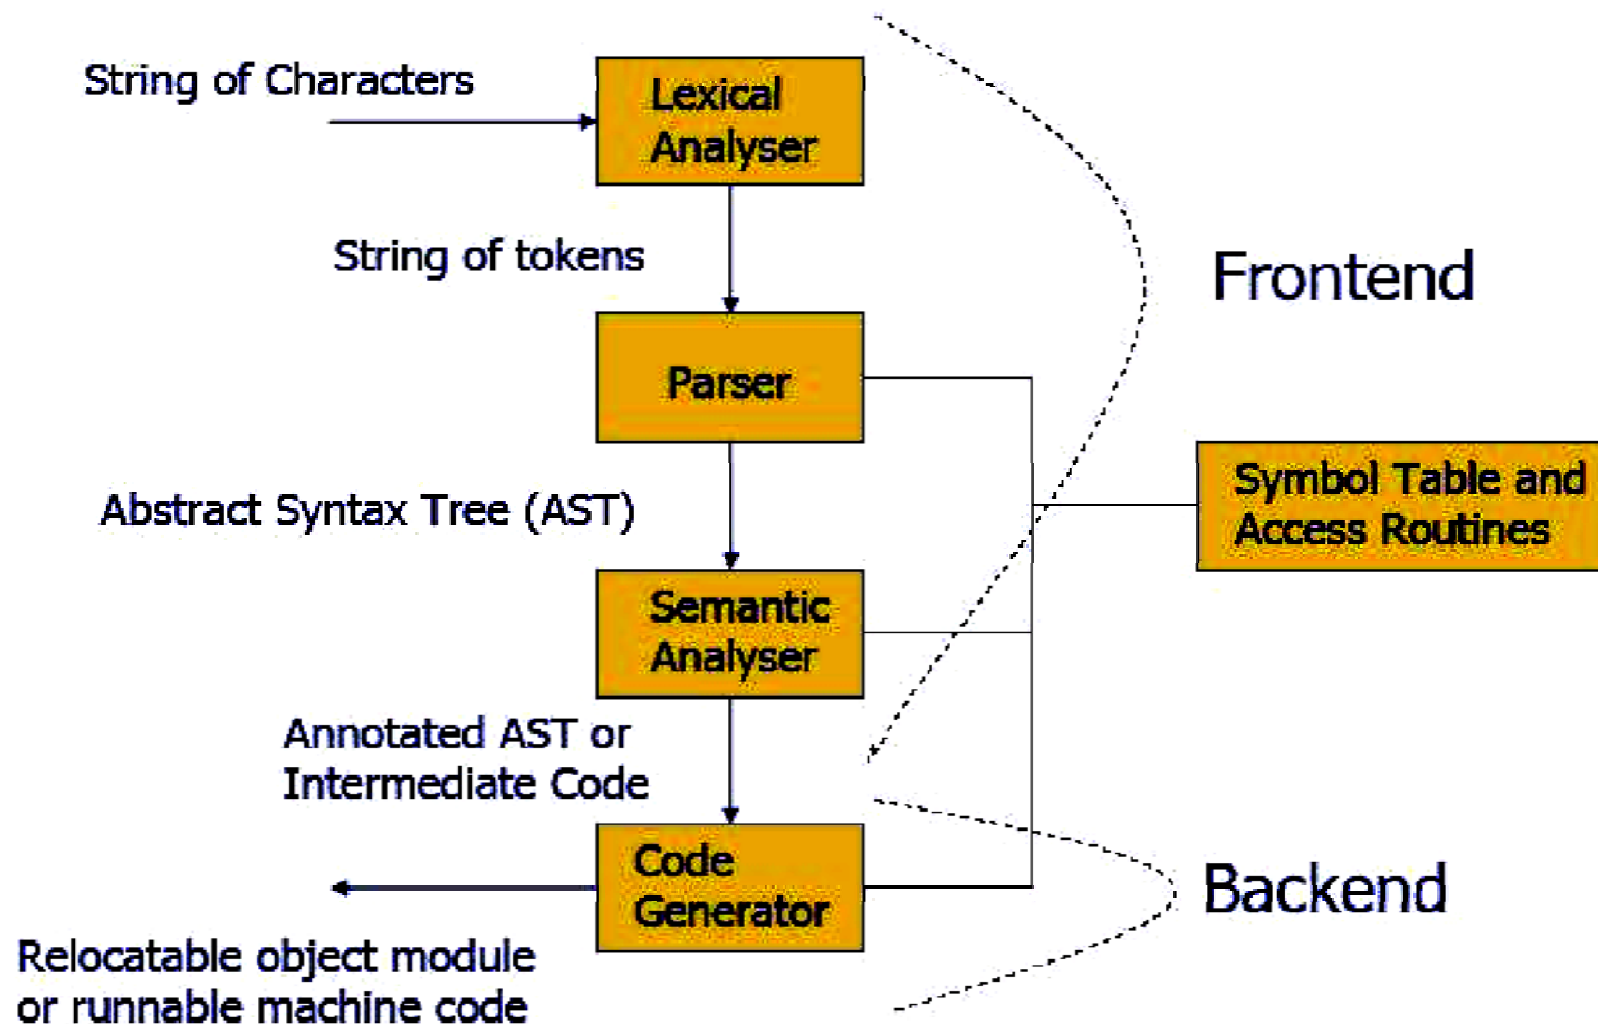 String of Characters
Lexical
Analyser
String of tokens
Frontend
Parser
Symbol Table and
Access Routines
Abstract Syntax Tree (AST)
Semantic
Analyser
Annotated AST or
Intermediate Code
Code
Generator
Backend
Relocatable object module
or runnable machine code